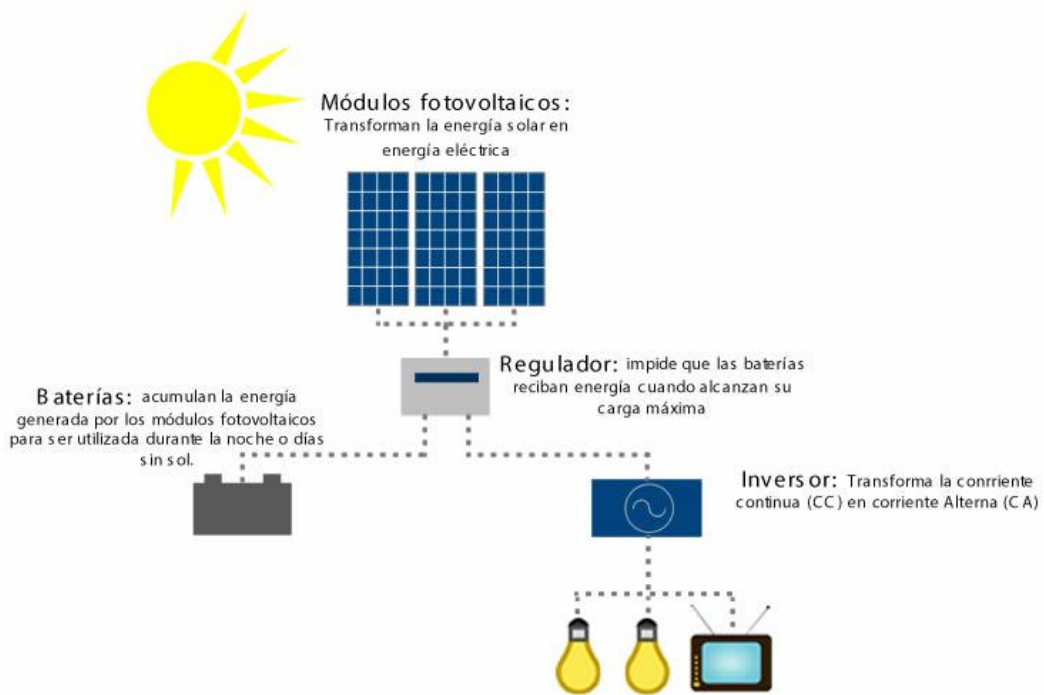 Módulos fotovoltaicos:
Transforman la energía solar en
energía eléctrica
Regulador: impide que las baterías
reciban energía cuando alcanzan su
carga máxima
Baterías: acumulan la energía
generada por los módulos fotovoltaicos
para ser utilizada durante la noche o días
sin sol.
Inversor: Transforma la conrriente
continua (CC) en corriente Alterna (CA)